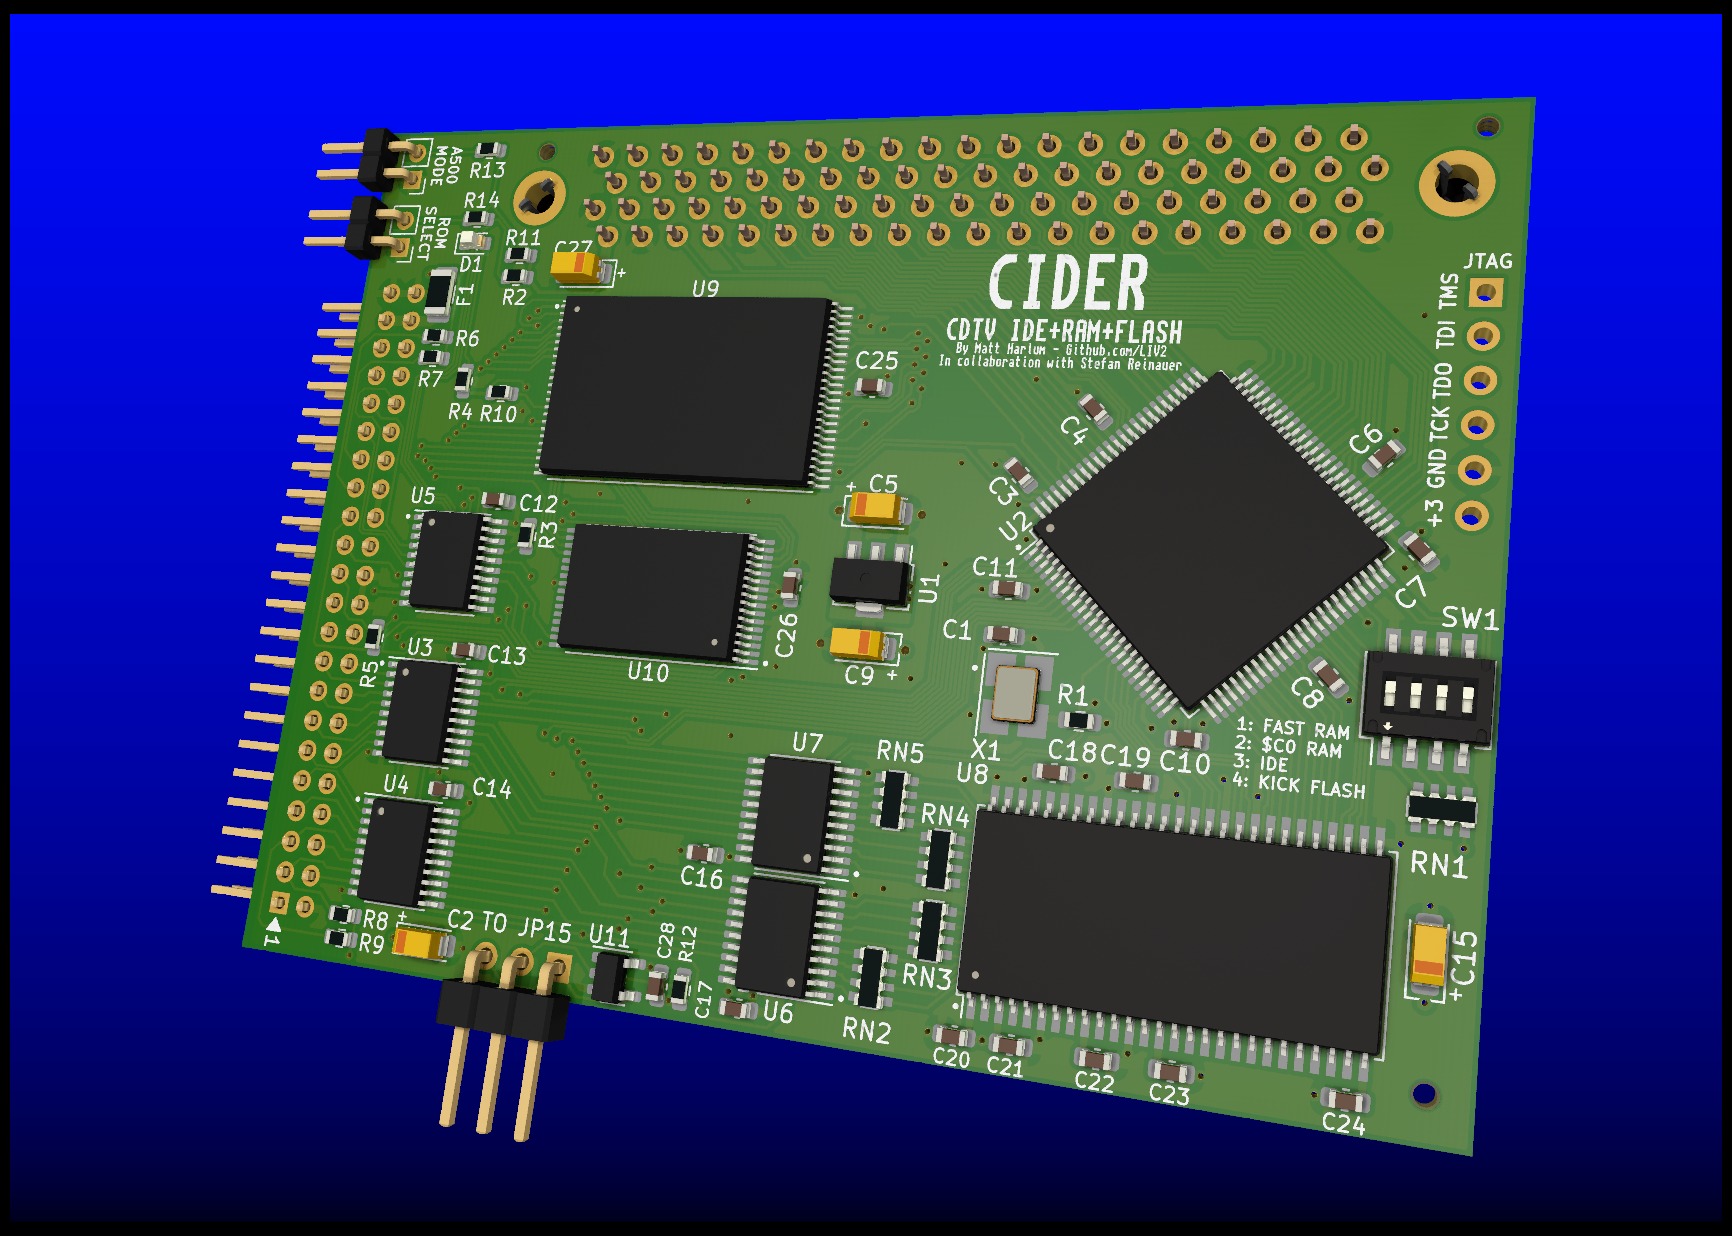 A500
MODE
R13
ROM
SELECT
R14
D1
R11
R2
C27
+
F1
R6
R7
R4
R10
U9
C25
CIDER
CDTV IDE+RAM+FLASH
By Matt Harlum - Github.com/LIV2
In collaboration with Stefan Reinauer
JTAG
TMS
TDI
TDO
TCK
GND
+3
C4
C6
C3
U2
C7
U5
C12
R3
+ C5
U1
C11
C1
C26
U10
C9 +
U3
C13
R5
SW1
C8
R1
X1
C10
1: FAST RAM
2: $C0 RAM
3: IDE
4: KICK FLASH
U4
C14
U7
RN5
U8
C18
C19
RN4
RN1
C16
R8
R9
+
C2 TO JP15
U11
C28
R12
C17
U6
RN3
RN2
C15
+
1
C20
C21
C22
C23
C24